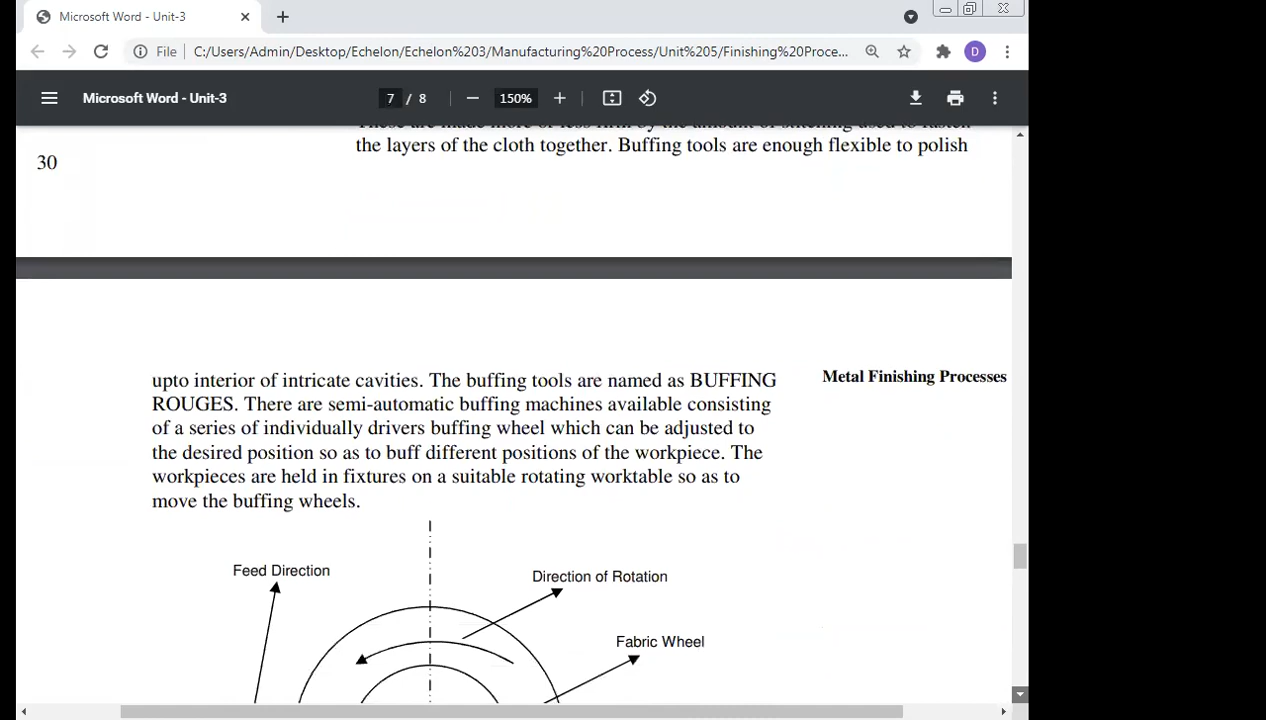 Microsoft Word - Unit-3
File C:/Users/Admin/Desktop/Echelon/Echelon%203/Manufacturing%20Process/Unit%205/Finishing%20Proce... D
Microsoft Word - Unit-3 7 / 8 150%
These are made more or less firm by the amount of stitching used to fasten
30
the layers of the cloth together. Buffing tools are enough flexible to polish
upto interior of intricate cavities. The buffing tools are named as BUFFING
ROUGES. There are semi-automatic buffing machines available consisting
of a series of individually drivers buffing wheel which can be adjusted to
the desired position so as to buff different positions of the workpiece. The
workpieces are held in fixtures on a suitable rotating worktable so as to
move the buffing wheels.
Metal Finishing Processes
Feed Direction
Direction of Rotation
Fabric Wheel